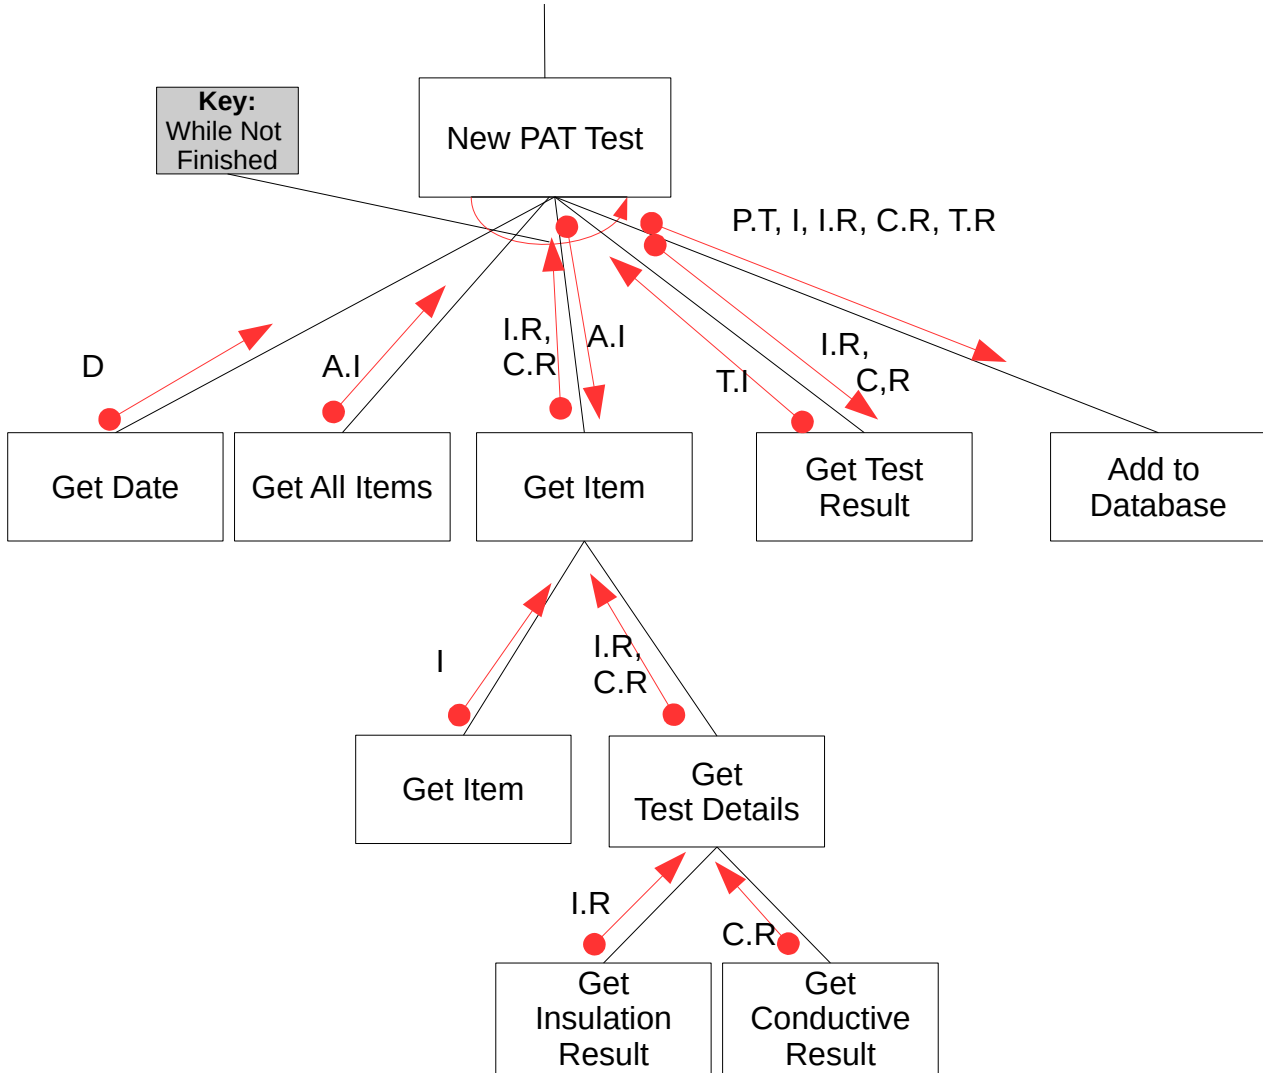 Key:
While Not
Finished
New PAT Test
P.T, I, I.R, C.R, T.R
D
A.I
I.R,
C.R
A.I
T.I
I.R,
C,R
Get Date
Get All Items
Get Item
Get Test
Result
Add to
Database
I
I.R,
C.R
Get Item
Get
Test Details
I.R
C.R
Get
Insulation
Result
Get
Conductive
Result